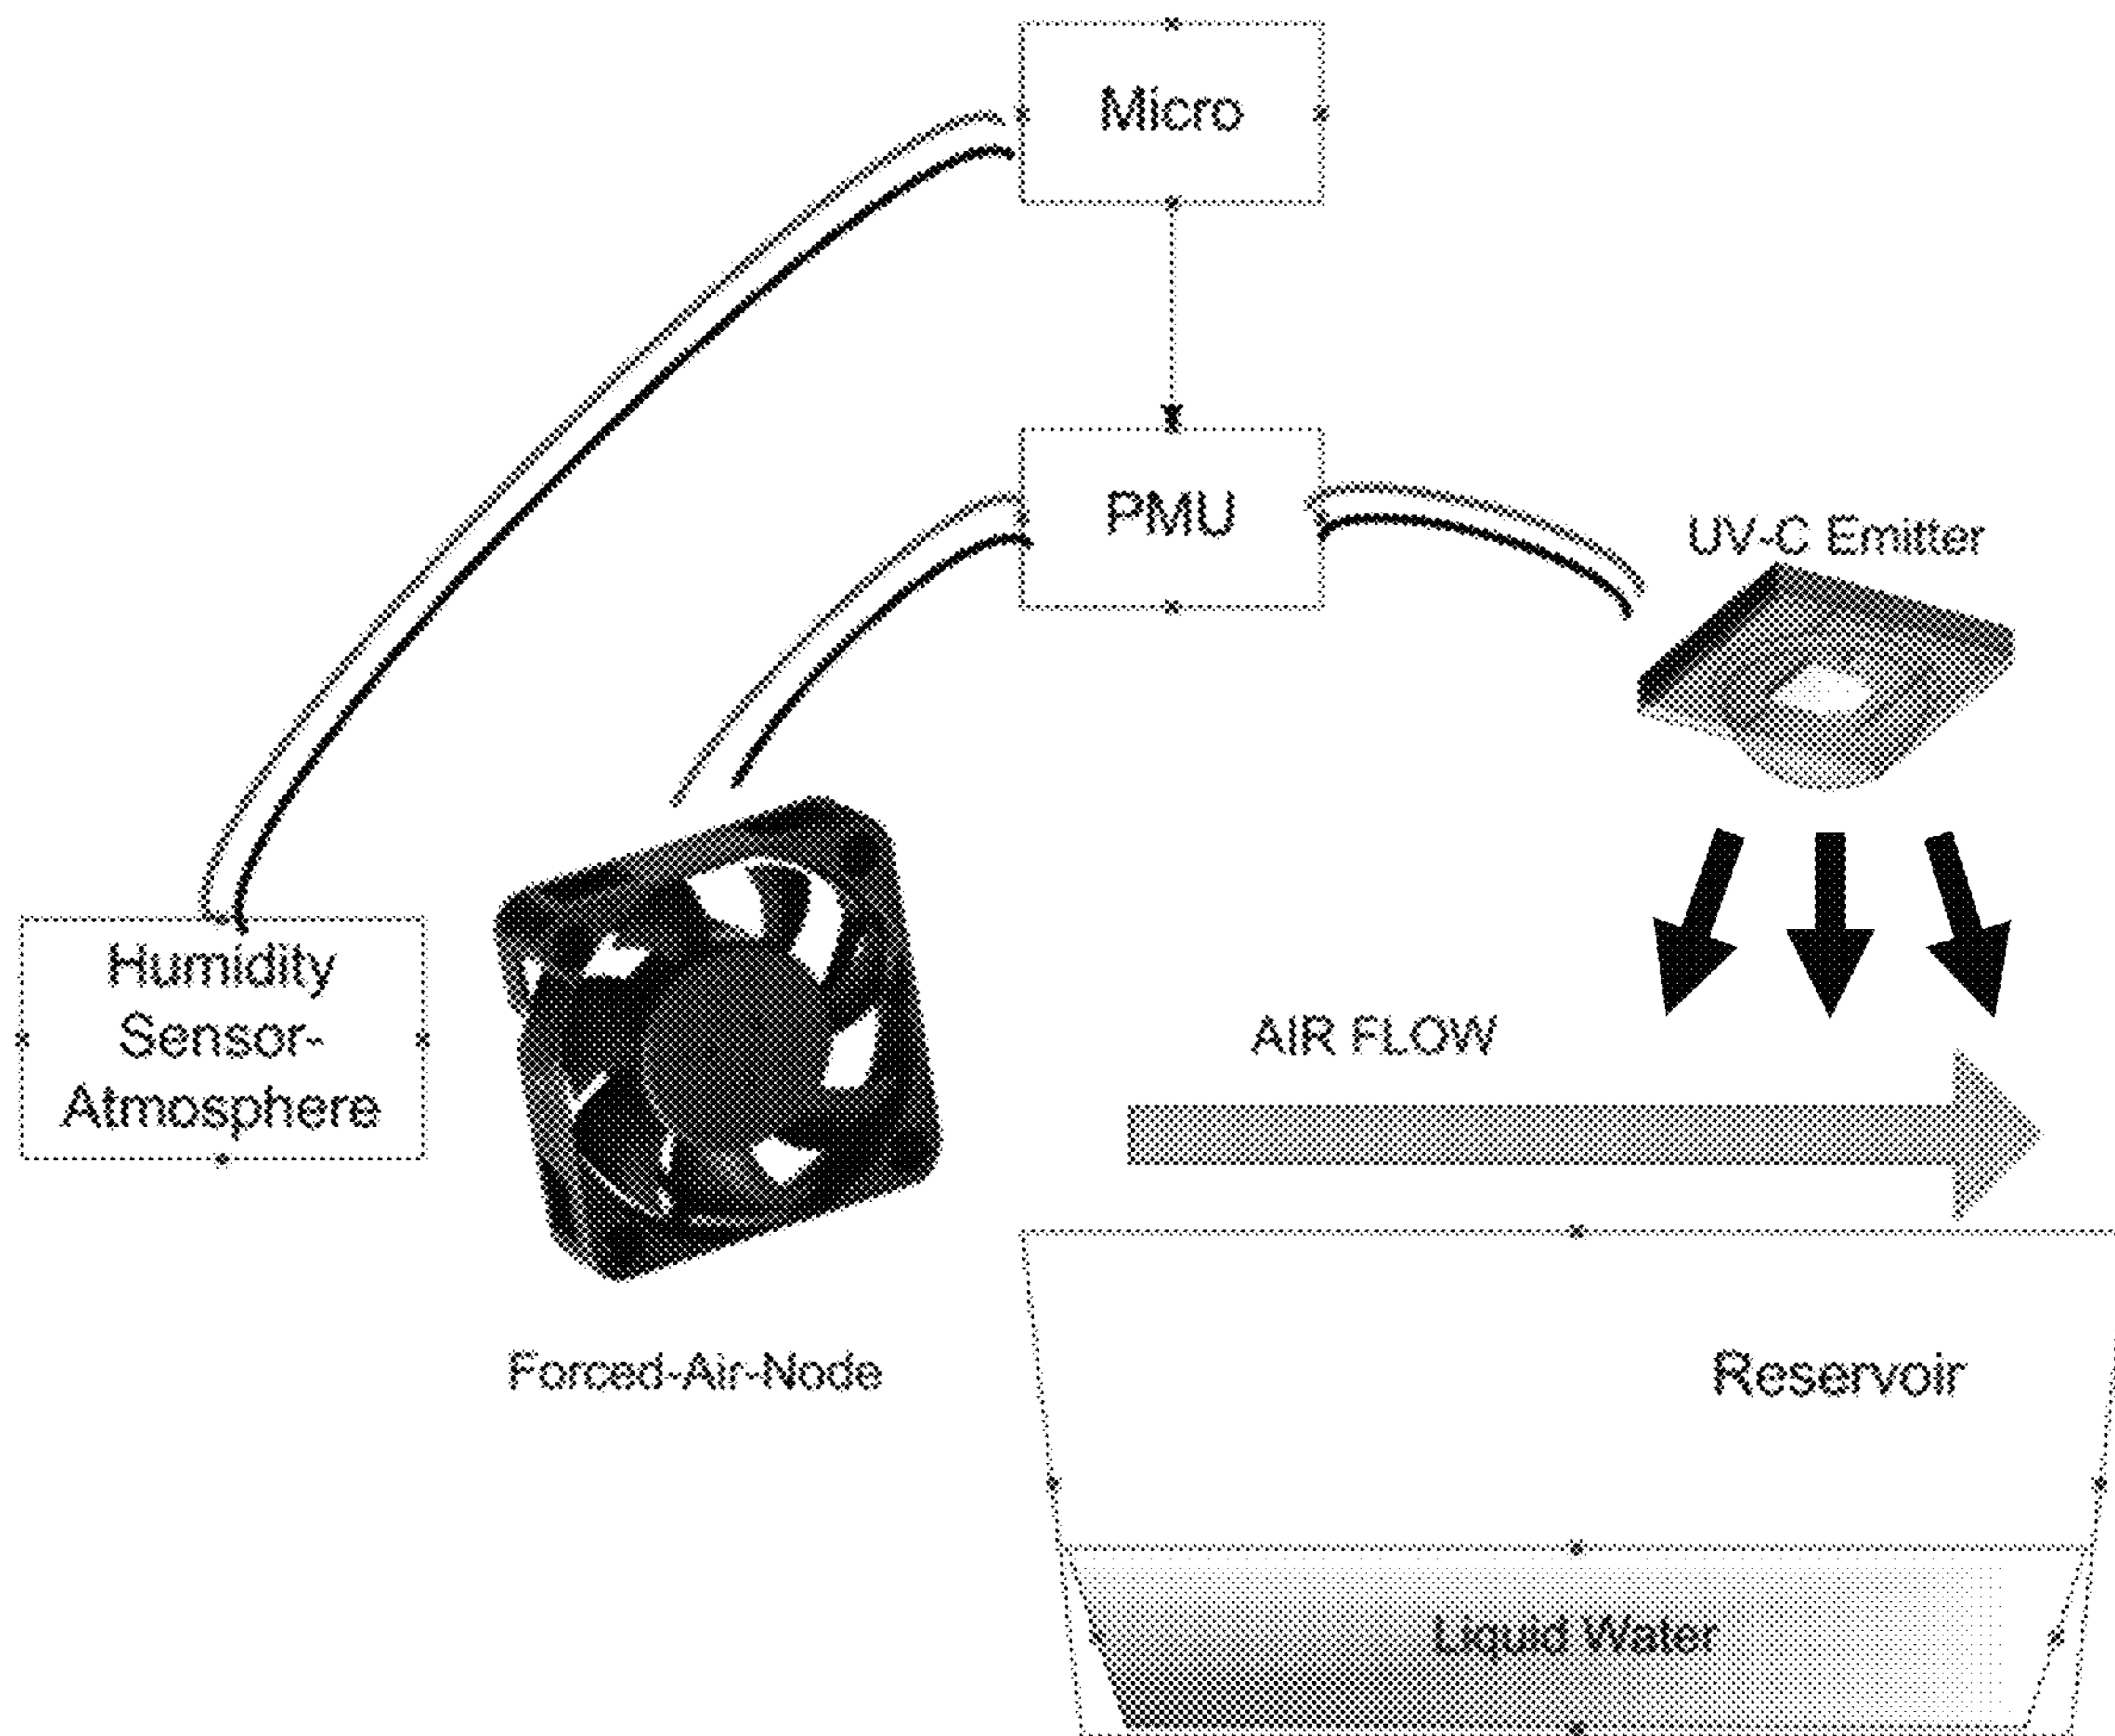 Micro
PMU
UV-C Emitter
Humidity
Sensor-
Atmosphere
AIR FLOW
Forced-Air-Node
Reservoir
Liquid Water